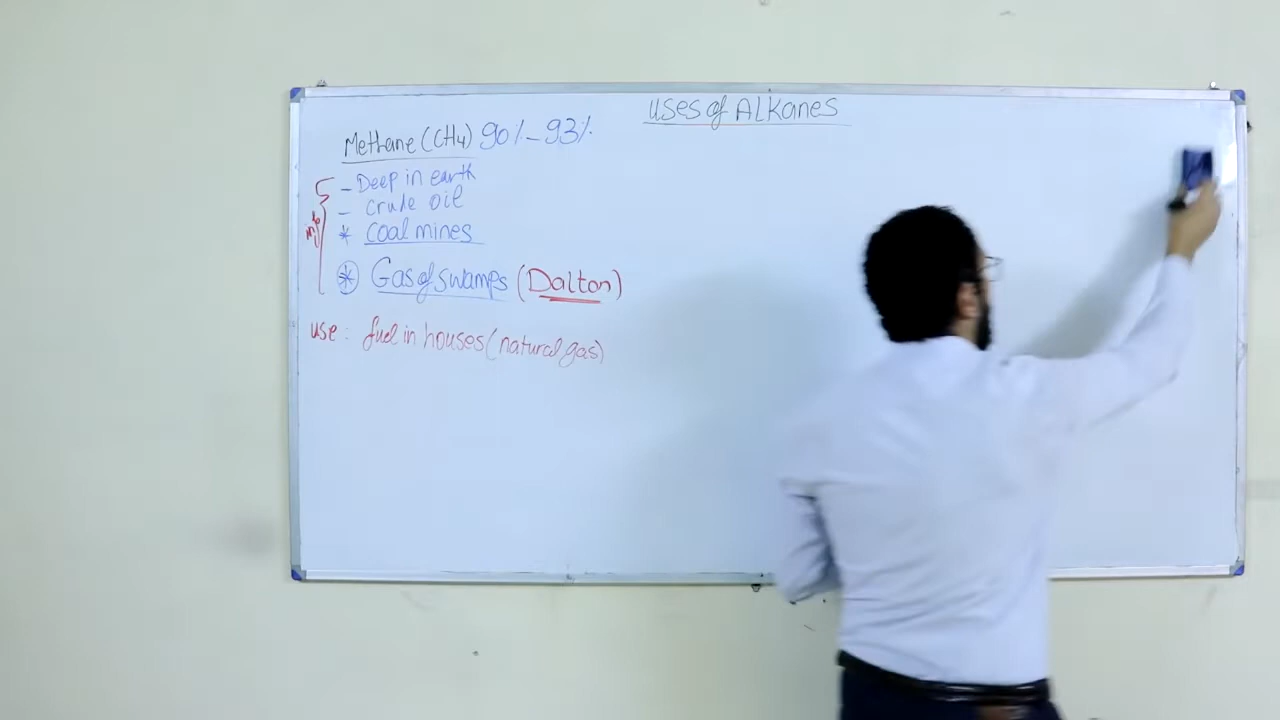 Uses of Alkanes
Methane (CH4) 90% - 93%
- Deep in earth
- crude oil
* coal mines
* Gas of swamps (Dalton)
use: fuel in houses (natural gas)